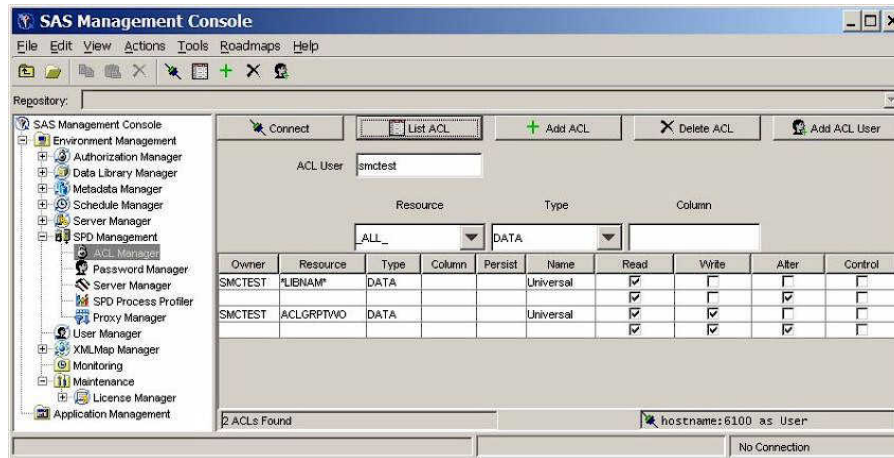 SAS Management Console
File Edit View Actions Tools Roadmaps Help
Repository:
SAS Management Console
Environment Management
Authorization Manager
Data Library Manager
Metadata Manager
Schedule Manager
Server Manager
SPD Management
ACL Manager
Password Manager
Server Manager
SPD Process Profiler
Proxy Manager
User Manager
XMLMap Manager
Monitoring
Maintenance
License Manager
Application Management
Connect List ACL Add ACL Delete ACL Add ACL User
ACL User smctest
Resource Type Column
_ALL_ DATA
Owner Resource Type Column Persist Name Read Write Alter Control
SMCTEST *LIBNAM* DATA Universal
SMCTEST ACLGRPTWO DATA Universal
2 ACLs Found hostname:6100 as User
No Connection